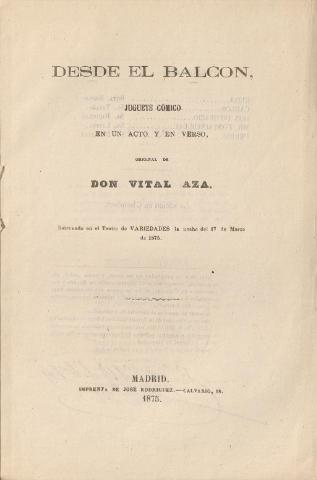 DESDE EL BALCON,
JUGUETE CÓMICO
EN UN ACTO Y EN VERSO,
ORIGINAL DE
DON VITAL AZA.
Estrenado en el Teatro de VARIEDADES la noche del 17 de Marzo
de 1875.
MADRID.
IMPRENTA DE JOSÉ RODRIGUEZ.—CALVARIO, 18.
1875.